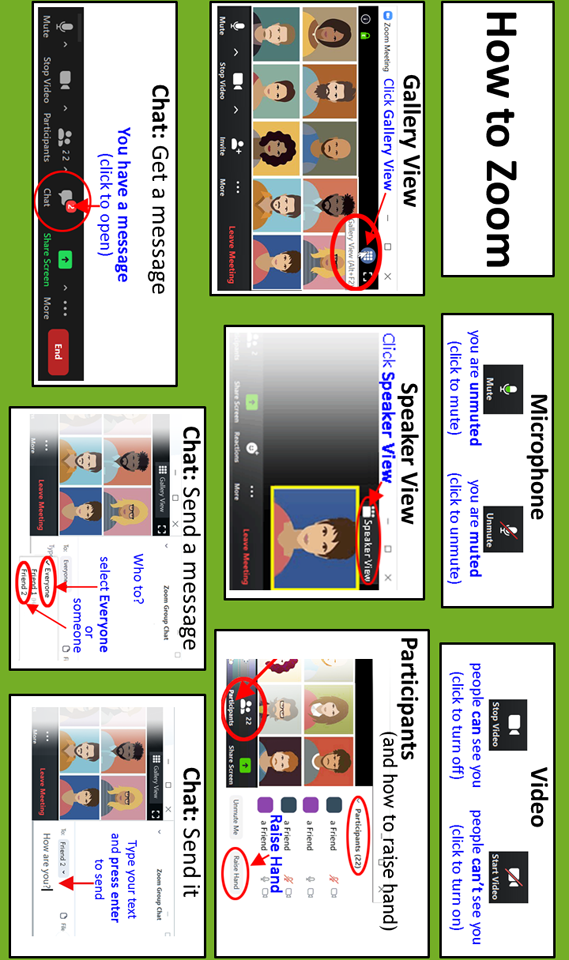 How to Zoom
Microphone
Mute
you are unmuted
(click to mute)
Unmute
you are muted
(click to unmute)
Video
Stop Video
people can see you
(click to turn off)
Start Video
people can't see you
(click to turn on)
Gallery View
Click Gallery View
Zoom Meeting
Gallery View (Alt+F2
Mute
Stop Video
Invite
More
Leave Meeting
Speaker View
Click Speaker View
Speaker View
2
Share Screen
Reactions
More
Leave Meeting
Participants
(and how to raise hand)
Participants (22)
a Friend
a Friend
a Friend
a Friend
Raise Hand
22
Participants
Share Screen
Unmute Me
Raise Hand
Chat: Get a message
You have a message
(click to open)
Mute
Stop Video
22
Participants
2
Chat
Share Screen
More
End
Chat: Send a message
Gallery View
Zoom Group Chat
Who to?
select Everyone
or
someone
To:
Everyone
File
✓ Everyone
Friend 1
Friend 2
More
Leave Meeting
Chat: Send it
Gallery View
Zoom Group Chat
Type your text
and press enter
to send
To: Friend 2
File
How are you?
More
Leave Meeting